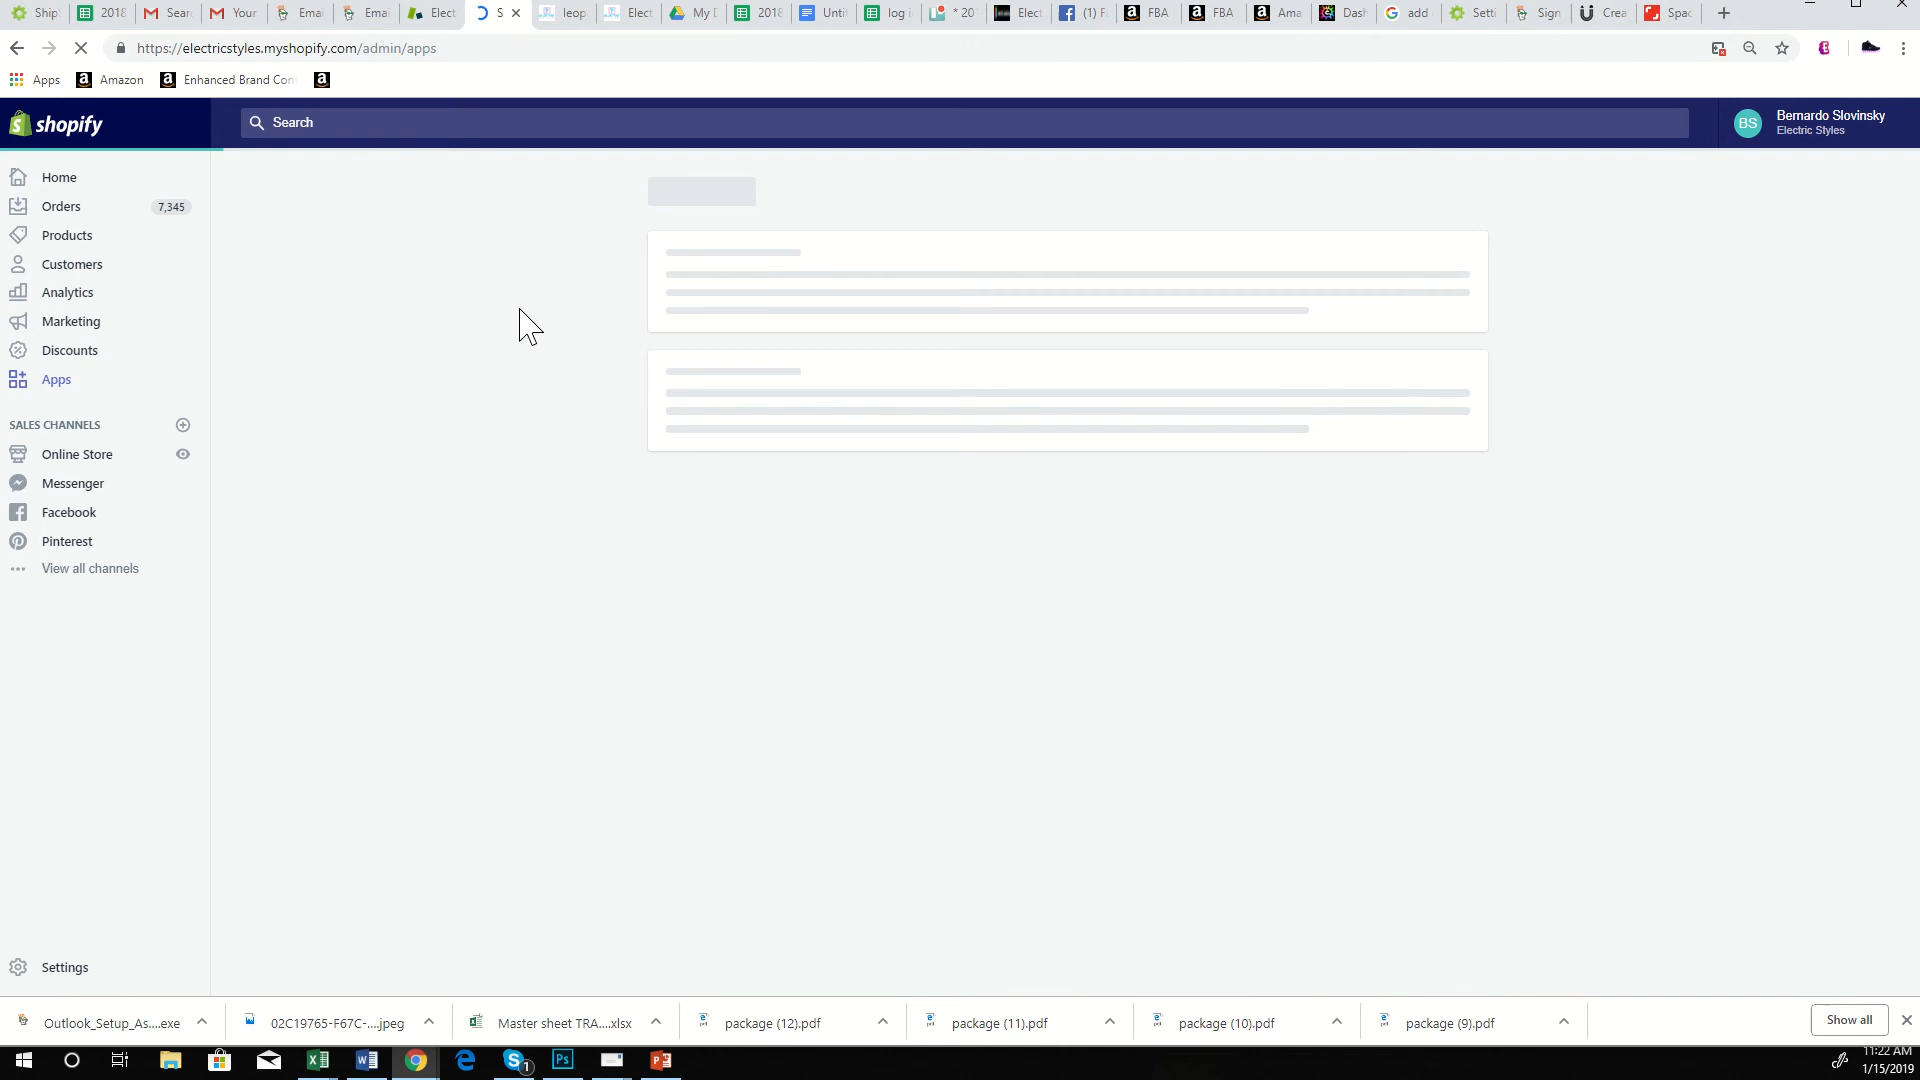 Ship
2018
Sear
Your
Emai
Emai
Elect
S
leop
Elect
My D
2018
Unti
log i
* 20
Elect
(1) F
FBA
FBA
Ama
Dash
add
Setti
Sign
Crea
Spac
https://electricstyles.myshopify.com/admin/apps
Apps
Amazon
Enhanced Brand Con
shopify
Search
BS
Bernardo Slovinsky
Electric Styles
Home
Orders
7,345
Products
Customers
Analytics
Marketing
Discounts
Apps
SALES CHANNELS
Online Store
Messenger
Facebook
Pinterest
View all channels
Settings
Outlook_Setup_As....exe
02C19765-F67C-....jpeg
Master sheet TRA....xlsx
package (12).pdf
package (11).pdf
package (10).pdf
package (9).pdf
Show all
1
11:22 AM
1/15/2019